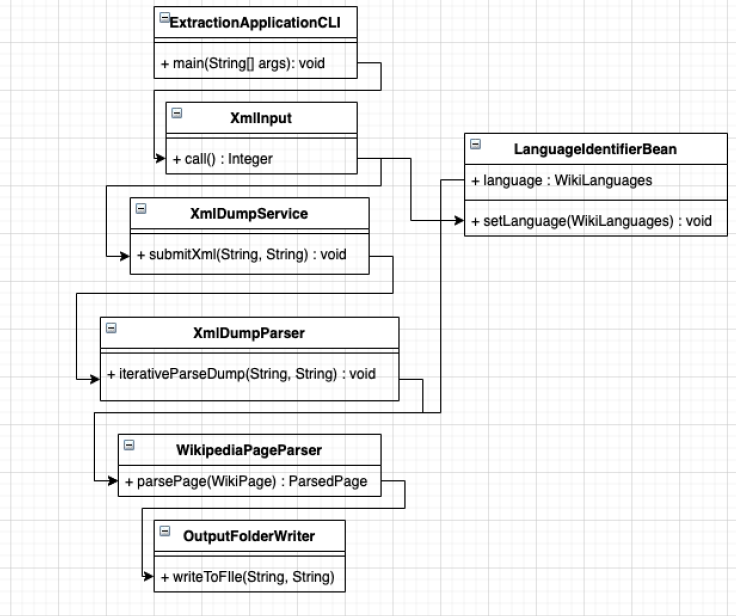 ExtractionApplicationCLI
+ main(String[] args): void
XmlInput
+ call() : Integer
LanguageIdentifierBean
+ language : WikiLanguages
+ setLanguage(WikiLanguages) : void
XmlDumpService
+ submitXml(String, String) : void
XmlDumpParser
+ iterativeParseDump(String, String) : void
WikipediaPageParser
+ parsePage(WikiPage) : ParsedPage
OutputFolderWriter
+ writeToFIle(String, String)